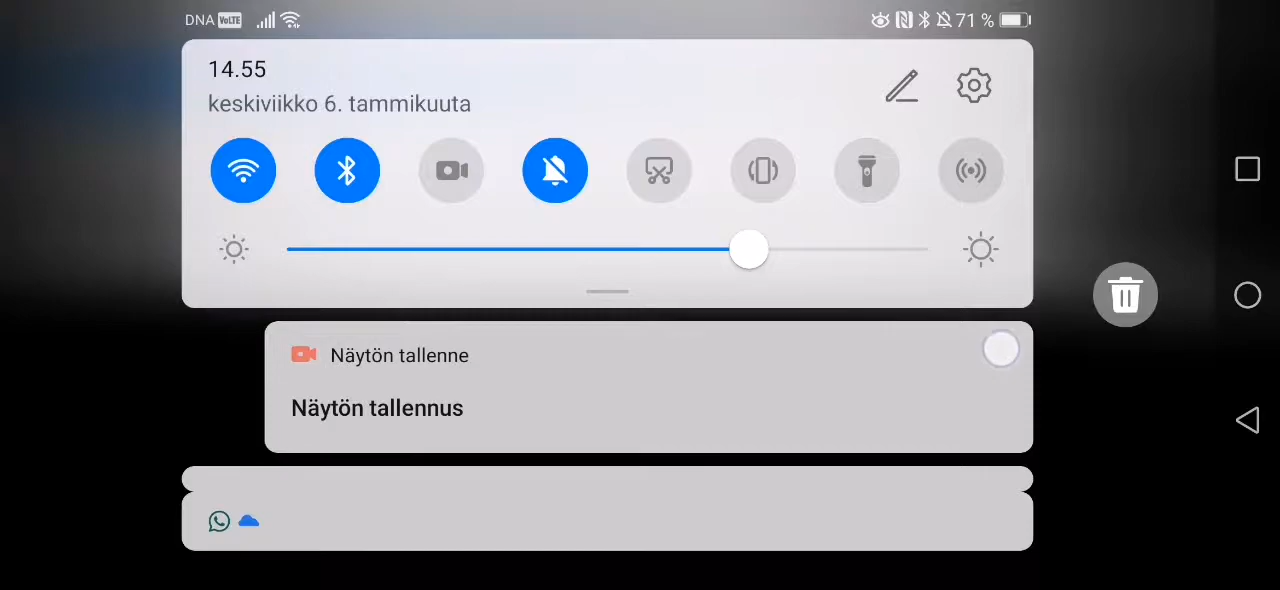 DNA VoLTE 71 %
14.55
keskiviikko 6. tammikuuta
Näytön tallenne
Näytön tallennus